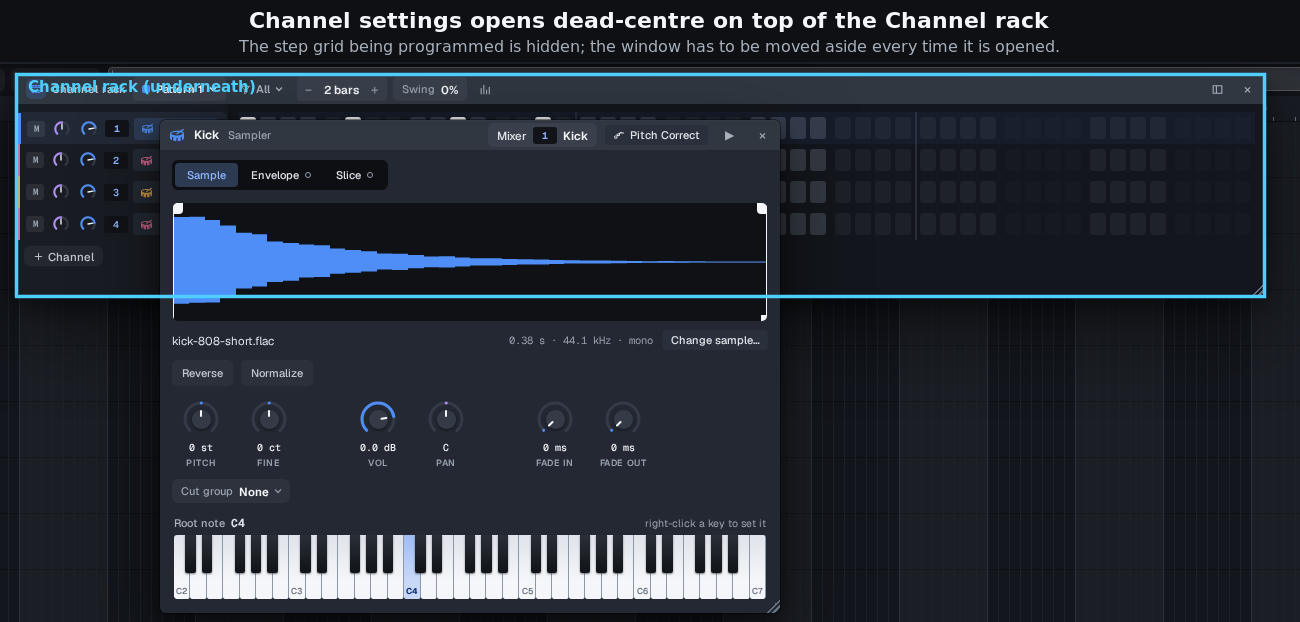 Channel settings opens dead-centre on top of the Channel rack
The step grid being programmed is hidden; the window has to be moved aside every time it is opened.
Channel rack (underneath)
All
− 2 bars +
Swing 0%
M 1
M 2
M 3
M 4
+ Channel
Kick Sampler
Mixer 1 Kick
Pitch Correct
Sample
Envelope
Slice
kick-808-short.flac
0.38 s · 44.1 kHz · mono
Change sample…
Reverse
Normalize
0 st
0 ct
0.0 dB
C
0 ms
0 ms
PITCH
FINE
VOL
PAN
FADE IN
FADE OUT
Cut group None
Root note C4
right-click a key to set it
C2
C3
C4
C5
C6
C7